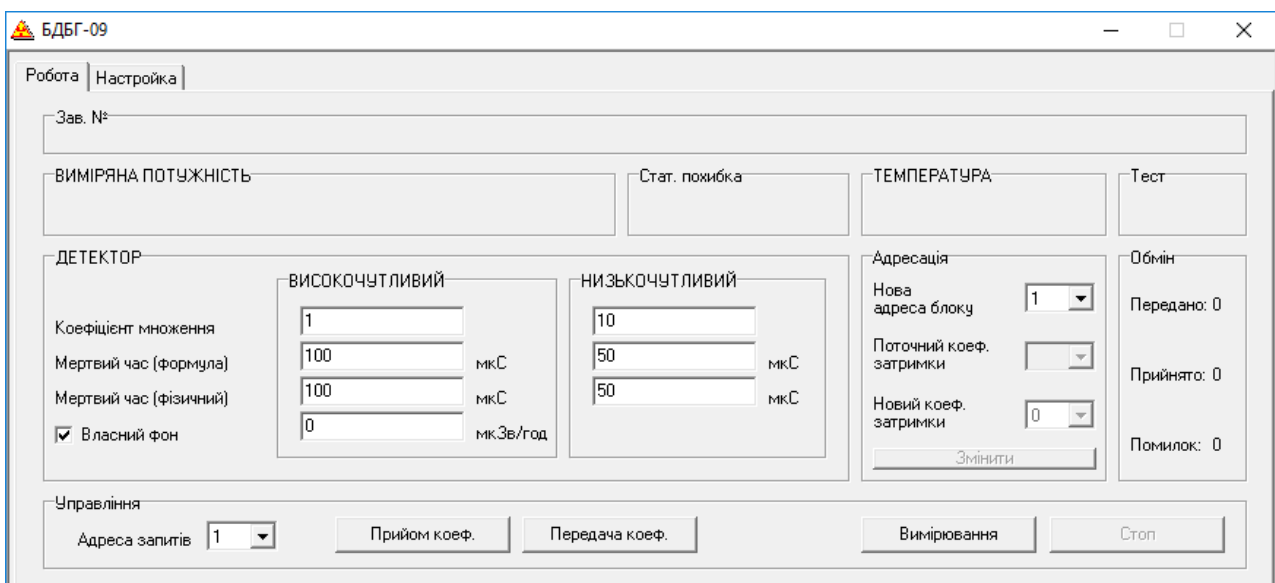 БДБГ-09
Робота
Настройка
Зав. №
ВИМІРЯНА ПОТУЖНІСТЬ
Стат. похибка
ТЕМПЕРАТУРА
Тест
ДЕТЕКТОР
ВИСОКОЧУТЛИВИЙ
НИЗЬКОЧУТЛИВИЙ
Коефіцієнт множення
1
10
Мертвий час (формула)
100
мкС
50
мкС
Мертвий час (фізичний)
100
мкС
50
мкС
Власний фон
0
мкЗв/год
Адресація
Нова
адреса блоку
1
Поточний коеф.
затримки
Новий коеф.
затримки
0
Змінити
Обмін
Передано: 0
Прийнято: 0
Помилок: 0
Управління
Адреса запитів
1
Прийом коеф.
Передача коеф.
Вимірювання
Стоп